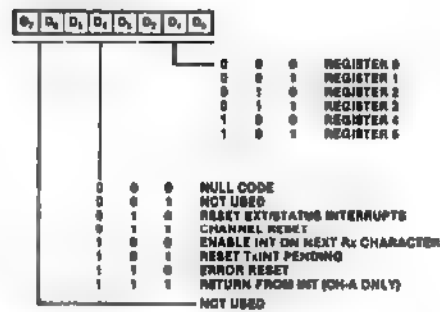 D7 D6 D5 D4 D3 D2 D1 D0
0 0 0 REGISTER 0
0 0 1 REGISTER 1
0 1 0 REGISTER 2
0 1 1 REGISTER 3
1 0 0 REGISTER 4
1 0 1 REGISTER 5
0 0 0 NULL CODE
0 0 1 NOT USED
0 1 0 RESET EXT/STATUS INTERRUPTS
0 1 1 CHANNEL RESET
1 0 0 ENABLE INT ON NEXT Rx CHARACTER
1 0 1 RESET TxINT PENDING
1 1 0 ERROR RESET
1 1 1 RETURN FROM INT (CH-A ONLY)
NOT USED